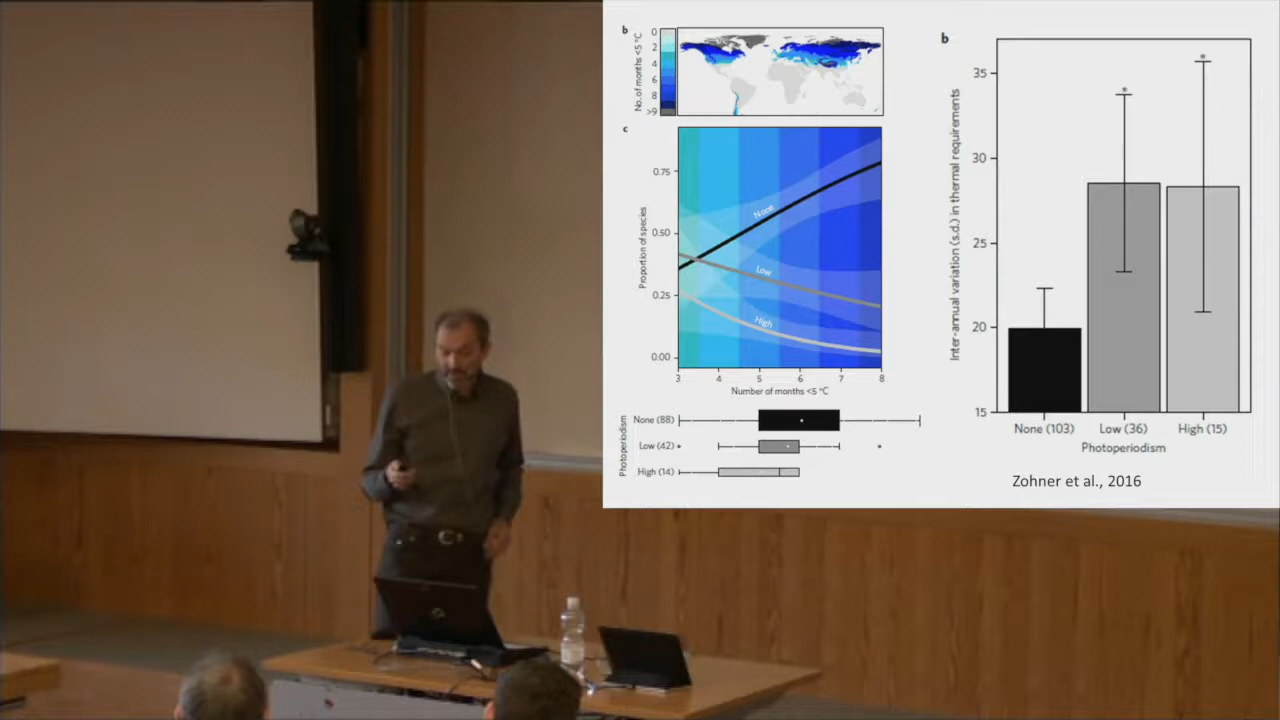 b
No. of months <5 °C
0
2
4
6
8
>9
c
Proportion of species
0.75
0.50
0.25
0.00
None
Low
High
3 4 5 6 7 8
Number of months <5 °C
Photoperiodism
None (88)
Low (42)
High (14)
b
Inter-annual variation (s.d.) in thermal requirements
35
30
25
20
15
*
*
None (103) Low (36) High (15)
Photoperiodism
Zohner et al., 2016